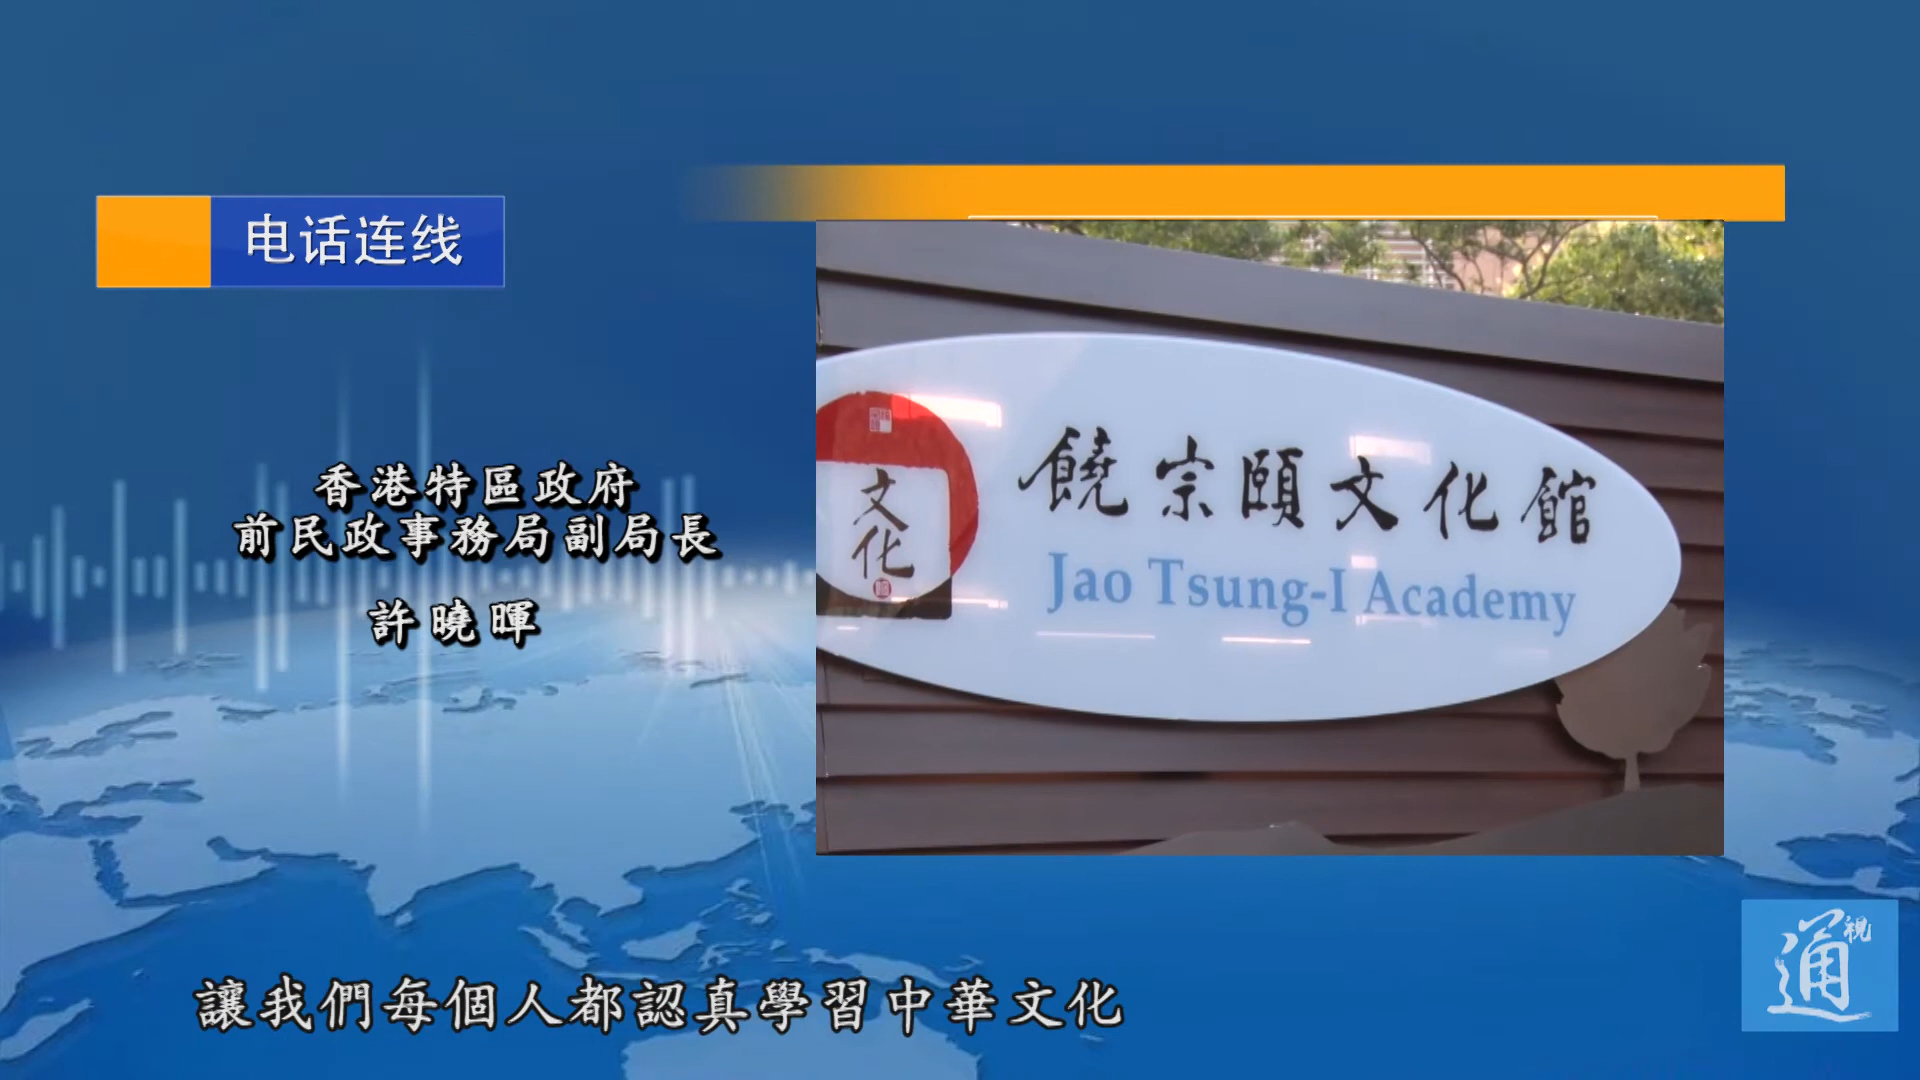 电话连线
香港特區政府
前民政事務局副局長
許曉暉
文化
饒宗頤文化館
Jao Tsung-I Academy
讓我們每個人都認真學習中華文化
通視